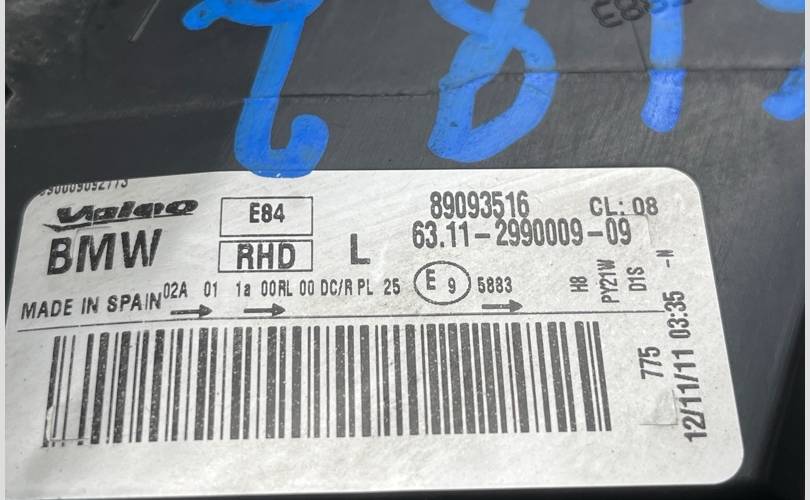 Valeo
E84
89093516
CL: 08
BMW
RHD
L
63.11-2990009-09
MADE IN SPAIN
02A 01 1a 00RL 00 DC/R PL 25
E 9
5883
H8
PY21W
D1S
-N
775
12/11/11 03:35